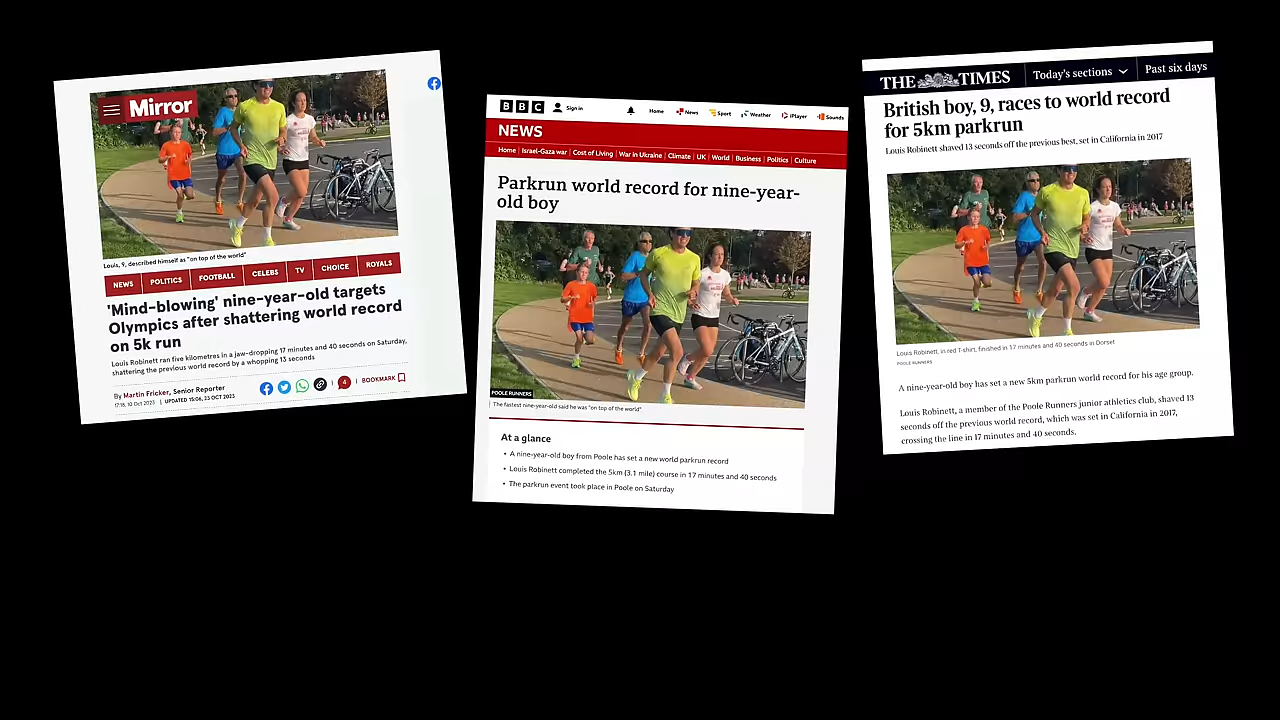 Mirror
Louis, 9, described himself as "on top of the world"
NEWS POLITICS FOOTBALL CELEBS TV CHOICE ROYALS
'Mind-blowing' nine-year-old targets
Olympics after shattering world record
on 5k run
Louis Robinett ran five kilometres in a jaw-dropping 17 minutes and 40 seconds on Saturday,
shattering the previous world record by a whopping 13 seconds
By Martin Fricker, Senior Reporter
17:18, 10 Oct 2023 | UPDATED 15:06, 23 OCT 2023
4 | BOOKMARK
BBC Sign in Home News Sport Weather iPlayer Sounds
NEWS
Home | Israel-Gaza war | Cost of Living | War in Ukraine | Climate | UK | World | Business | Politics | Culture
Parkrun world record for nine-year-
old boy
POOLE RUNNERS
The fastest nine-year-old said he was "on top of the world"
At a glance
• A nine-year-old boy from Poole has set a new world parkrun record
• Louis Robinett completed the 5km (3.1 mile) course in 17 minutes and 40 seconds
• The parkrun event took place in Poole on Saturday
THE TIMES Today's sections Past six days
British boy, 9, races to world record
for 5km parkrun
Louis Robinett shaved 13 seconds off the previous best, set in California in 2017
Louis Robinett, in red T-shirt, finished in 17 minutes and 40 seconds in Dorset
POOLE RUNNERS
A nine-year-old boy has set a new 5km parkrun world record for his age group.
Louis Robinett, a member of the Poole Runners junior athletics club, shaved 13
seconds off the previous world record, which was set in California in 2017,
crossing the line in 17 minutes and 40 seconds.